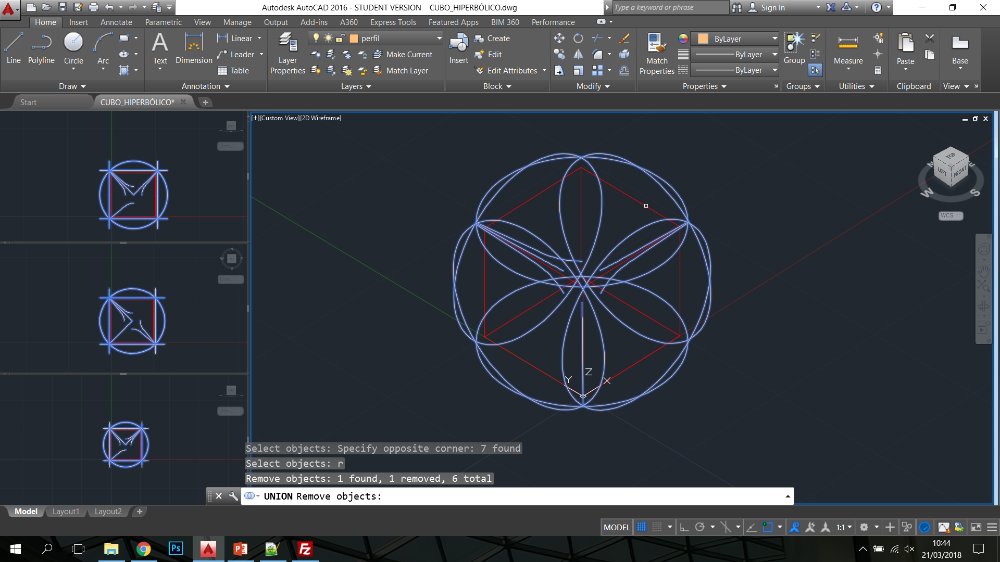 Autodesk AutoCAD 2016 - STUDENT VERSION CUBO_HIPERBÓLICO.dwg
Type a keyword or phrase
Sign In
Home Insert Annotate Parametric View Manage Output Add-ins A360 Express Tools Featured Apps BIM 360 Performance
Line Polyline Circle Arc
Draw
Text Dimension
Linear
Leader
Table
Annotation
Layer Properties
perfil
Make Current
Match Layer
Layers
Insert
Create
Edit
Edit Attributes
Block
Modify
Match Properties
ByLayer
ByLayer
ByLayer
Properties
Group
Groups
Measure
Utilities
Paste
Clipboard
Base
View
Start CUBO_HIPERBÓLICO*
[+][Custom View][2D Wireframe]
TOP
LEFT FRONT
N E
W S
WCS
N
W E
S
Y Z X
Select objects: Specify opposite corner: 7 found
Select objects: r
Remove objects: 1 found, 1 removed, 6 total
UNION Remove objects:
Model Layout1 Layout2
MODEL 1:1
Ps
Fz
10:44
21/03/2018